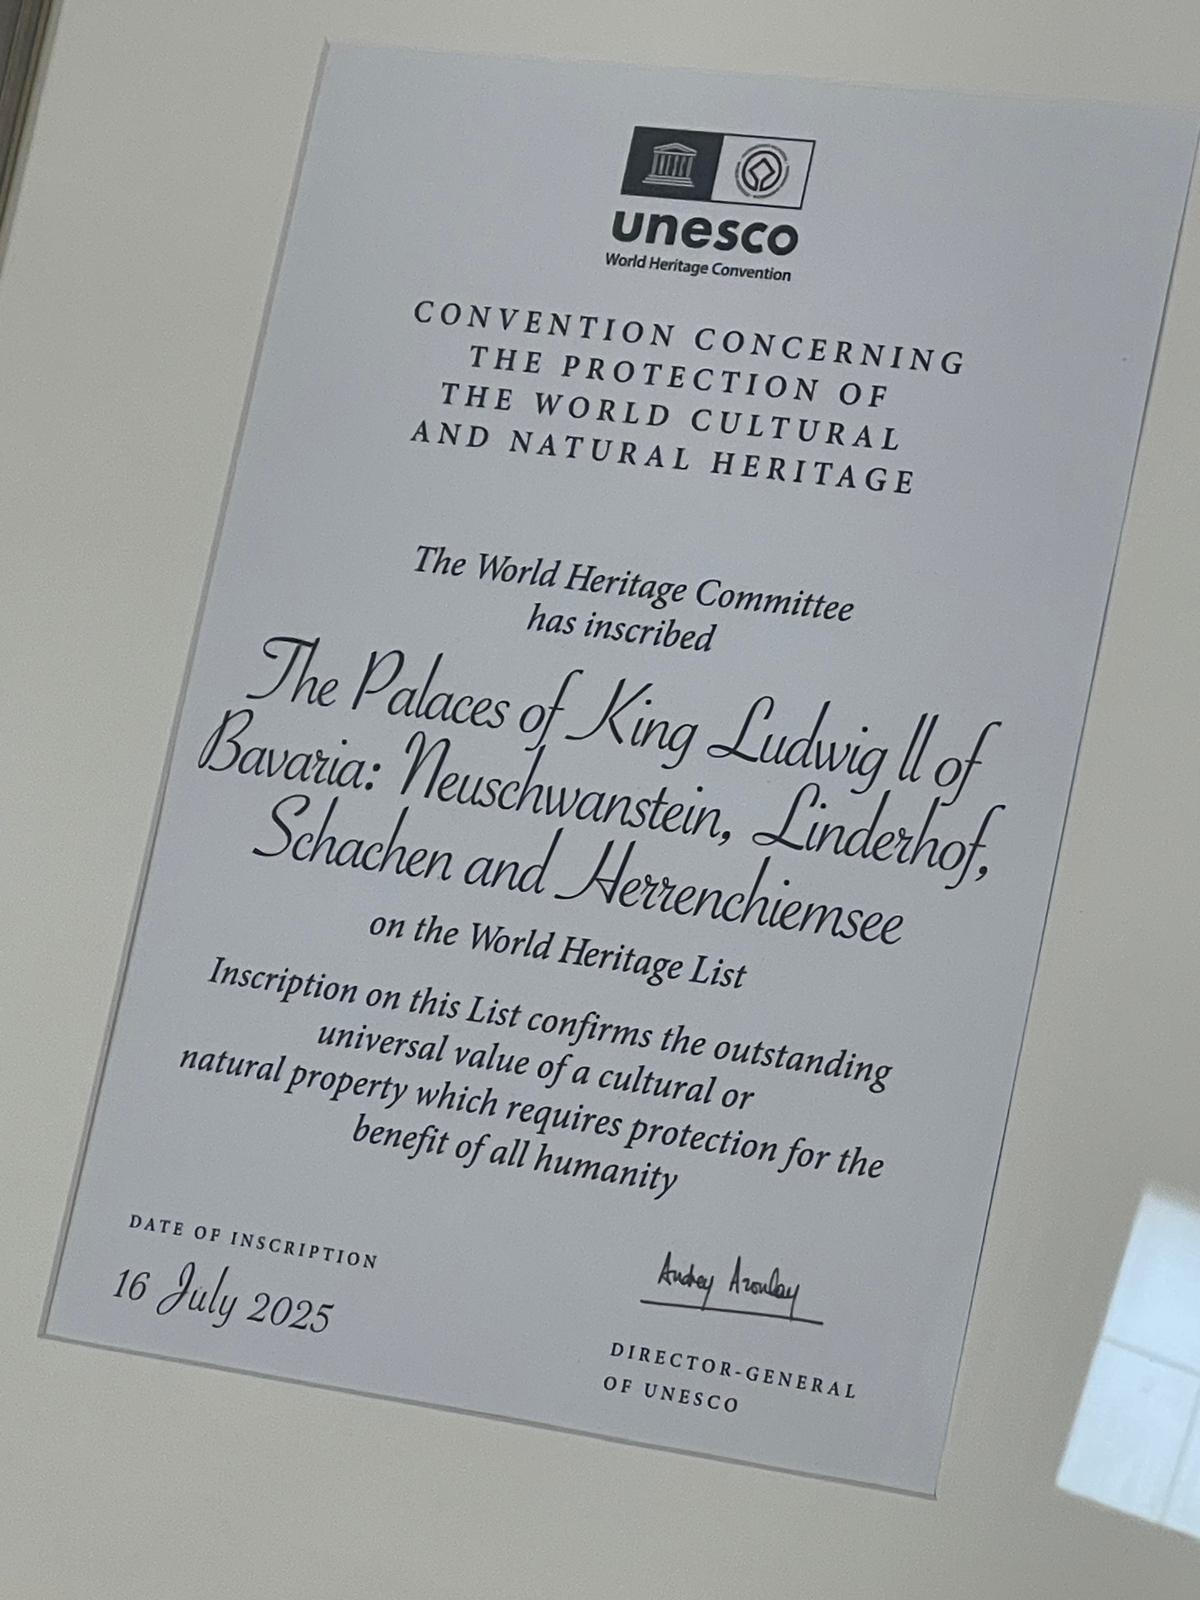 unesco
World Heritage Convention
CONVENTION CONCERNING
THE PROTECTION OF
THE WORLD CULTURAL
AND NATURAL HERITAGE
The World Heritage Committee
has inscribed
The Palaces of King Ludwig II of
Bavaria: Neuschwanstein, Linderhof,
Schachen and Herrenchiemsee
on the World Heritage List
Inscription on this List confirms the outstanding
universal value of a cultural or
natural property which requires protection for the
benefit of all humanity
DATE OF INSCRIPTION
16 July 2025
Audrey Azoulay
DIRECTOR-GENERAL
OF UNESCO